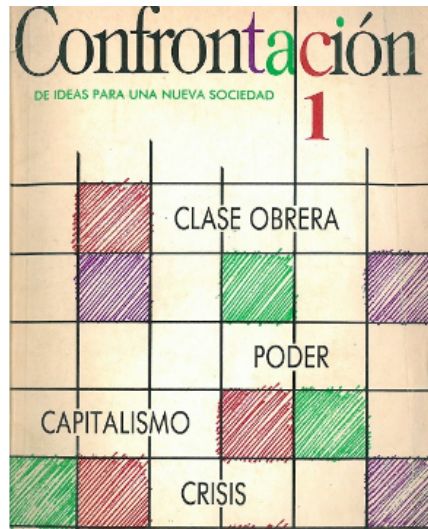 Confrontación
DE IDEAS PARA UNA NUEVA SOCIEDAD
1
CLASE OBRERA
PODER
CAPITALISMO
CRISIS